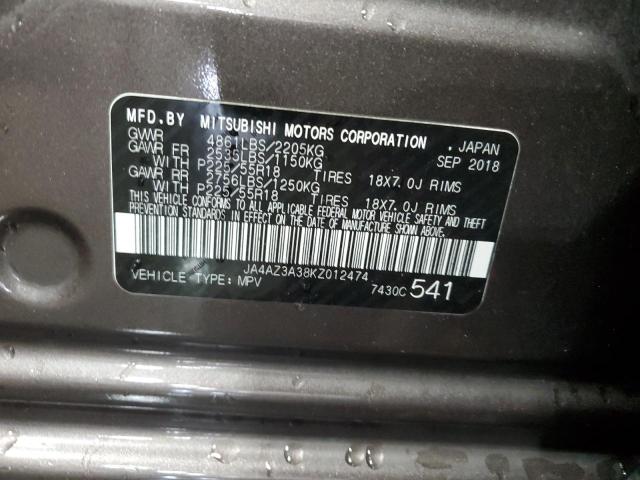 MFD.BY MITSUBISHI MOTORS CORPORATION . JAPAN
GVWR 4861LBS/2205KG SEP 2018
GAWR FR 2535LBS/1150KG
WITH P225/55R18 TIRES 18X7.0J RIMS
GAWR RR LBS/1250KG
WITH P225/55R18 TIRES 18X7.0J RIMS
THIS VEHICLE CONFORMS TO ALL APPLICABLE FEDERAL MOTOR VEHICLE SAFETY AND THEFT
PREVENTION STANDARDS IN EFFECT ON THE DATE OF MANUFACTURE SHOWN ABOVE.
JA4AZ3A38KZ012474
VEHICLE TYPE: MPV 7430C 541